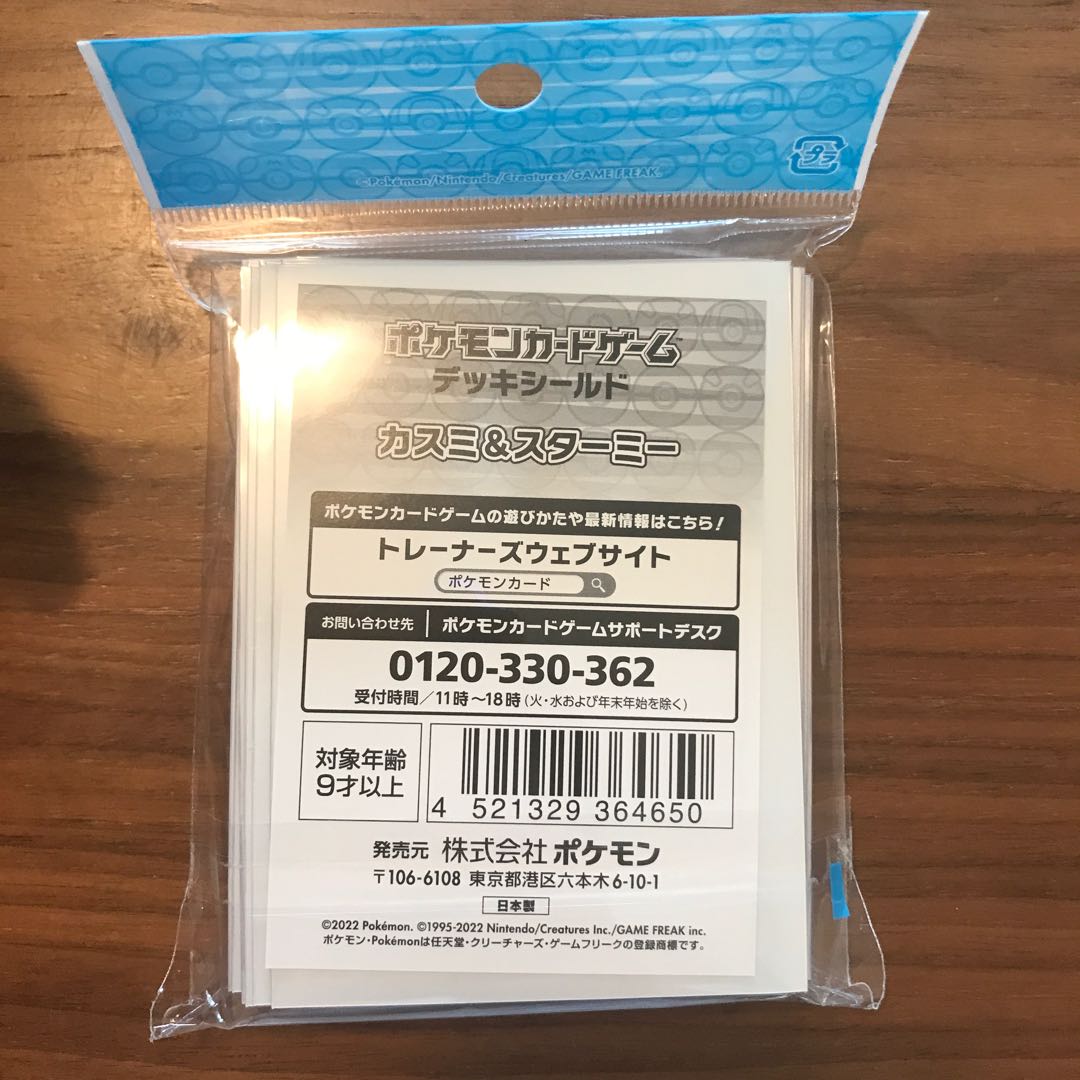 プラ
©Pokémon/Nintendo/Creatures/GAME FREAK.
ポケモンカードゲーム™
デッキシールド
カスミ&スターミー
ポケモンカードゲームの遊びかたや最新情報はこちら!
トレーナーズウェブサイト
ポケモンカード
お問い合わせ先 | ポケモンカードゲームサポートデスク
0120-330-362
受付時間/11時~18時(火・水および年末年始を除く)
対象年齢
9才以上
4 521329 364650
発売元 株式会社ポケモン
〒106-6108 東京都港区六本木6-10-1
日本製
©2022 Pokémon. ©1995-2022 Nintendo/Creatures Inc./GAME FREAK inc.
ポケモン・Pokémonは任天堂・クリーチャーズ・ゲームフリークの登録商標です。